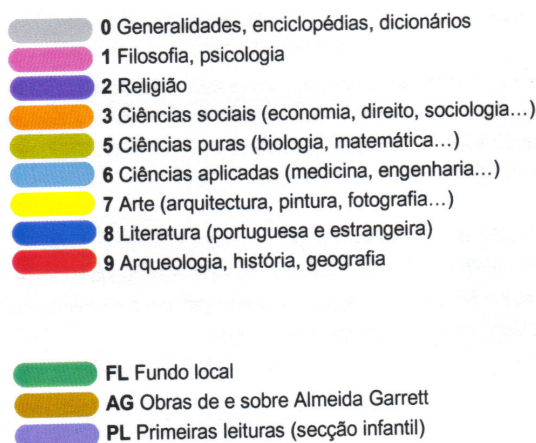 0 Generalidades, enciclopédias, dicionários
1 Filosofia, psicologia
2 Religião
3 Ciências sociais (economia, direito, sociologia…)
5 Ciências puras (biologia, matemática…)
6 Ciências aplicadas (medicina, engenharia…)
7 Arte (arquitectura, pintura, fotografia…)
8 Literatura (portuguesa e estrangeira)
9 Arqueologia, história, geografia
FL Fundo local
AG Obras de e sobre Almeida Garrett
PL Primeiras leituras (secção infantil)